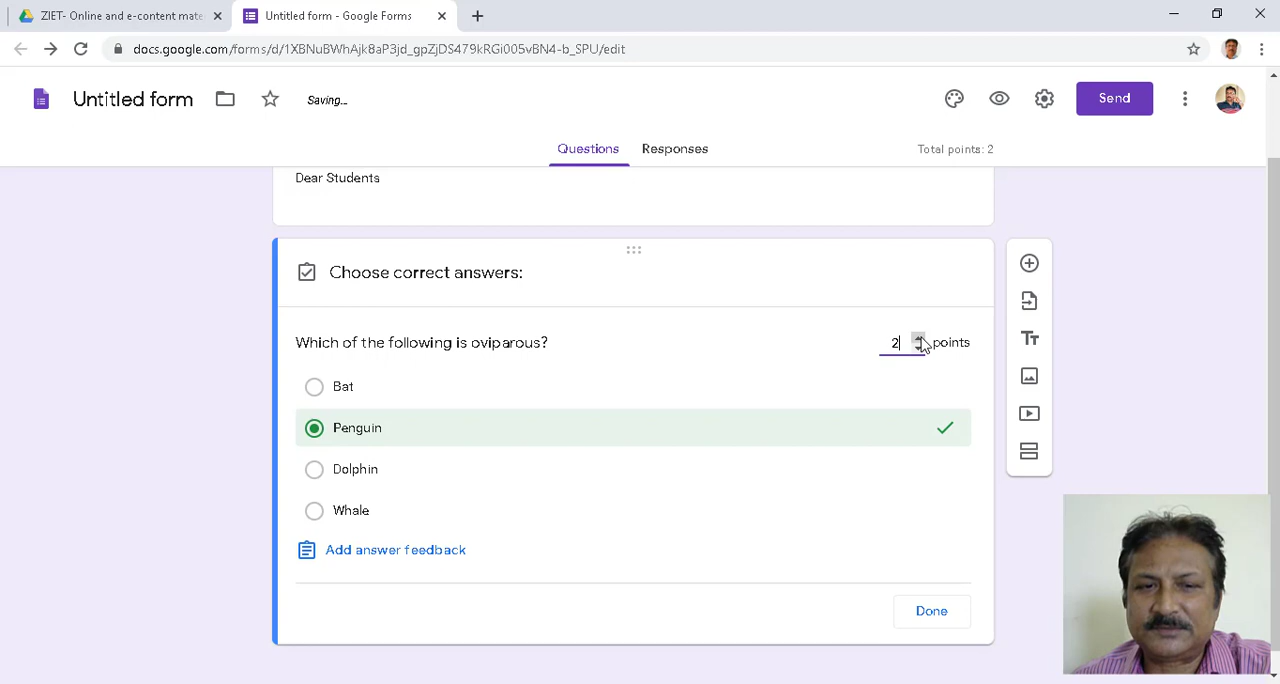 ZIET- Online and e-content mate
Untitled form - Google Forms
docs.google.com/forms/d/1XBNuBWhAjk8aP3jd_gpZjDS479kRGi005vBN4-b_SPU/edit
Untitled form
Saving...
Send
Questions
Responses
Total points: 2
Dear Students
Choose correct answers:
Which of the following is oviparous?
2 points
Bat
Penguin
Dolphin
Whale
Add answer feedback
Done